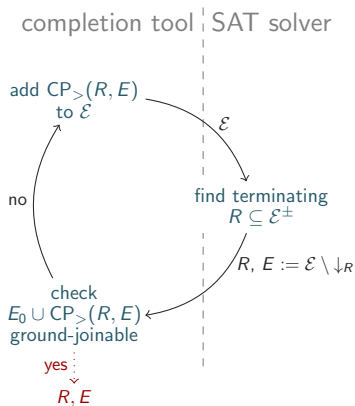 completion tool
SAT solver
add CP>(R, E)
to ℰ
ℰ
no
find terminating
R ⊆ ℰ±
R, E := ℰ \ ↓R
check
E0 ∪ CP>(R, E)
ground-joinable
yes
R, E